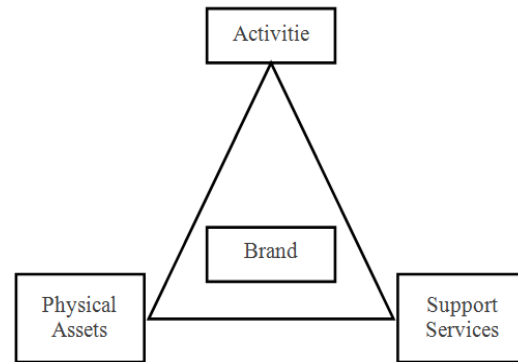 Activitie
Brand
Physical
Assets
Support
Services